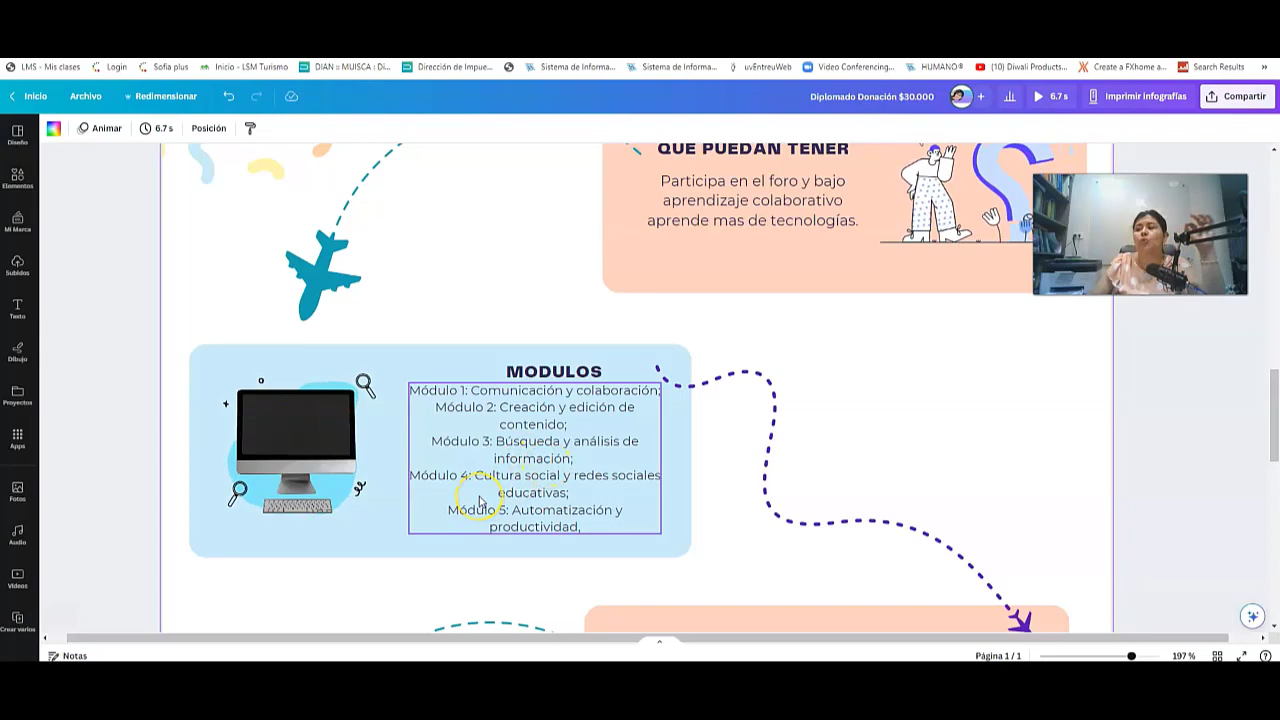 LMS - Mis clases
Login
Sofia plus
Inicio - LSM Turismo
DIAN :: MUISCA : Di...
Dirección de Impue...
Sistema de Informa...
Sistema de Informa...
uvEntreuWeb
Video Conferencing...
HUMANO®
(10) Diwali Products...
Create a FXhome a...
Search Results
»
Inicio
Archivo
Redimensionar
Diplomado Donación $30.000
6.7 s
Imprimir infografías
Compartir
Animar
6.7 s
Posición
Diseño
Elementos
Mi Marca
Subidos
Texto
Dibujo
Proyectos
Apps
Fotos
Audio
Videos
Crear varios
QUE PUEDAN TENER
Participa en el foro y bajo
aprendizaje colaborativo
aprende mas de tecnologías.
MODULOS
Módulo 1: Comunicación y colaboración;
Módulo 2: Creación y edición de
contenido;
Módulo 3: Búsqueda y análisis de
información;
Módulo 4: Cultura social y redes sociales
educativas;
Módulo 5: Automatización y
productividad,
Notas
Página 1 / 1
197 %